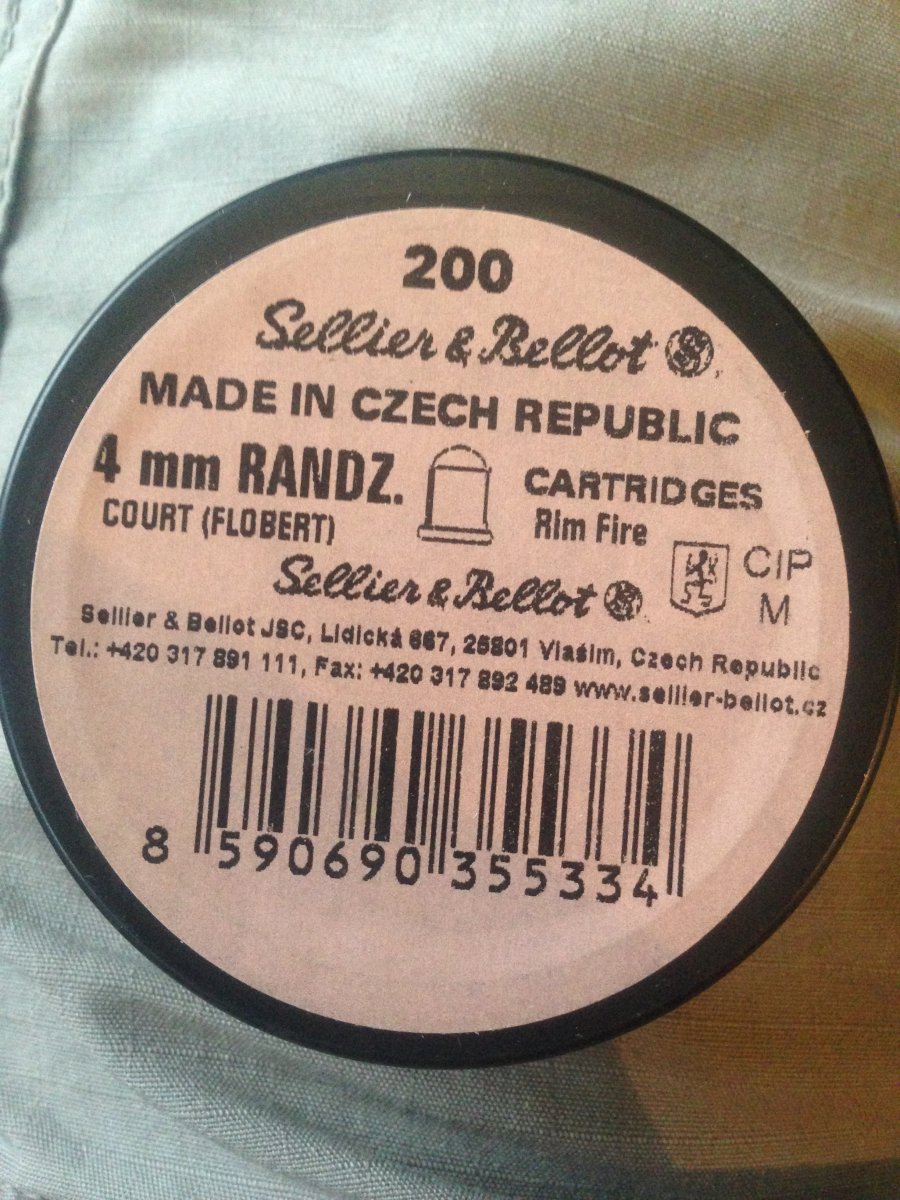 200
Sellier & Bellot
MADE IN CZECH REPUBLIC
4 mm RANDZ.
COURT (FLOBERT)
CARTRIDGES
Rim Fire
Sellier & Bellot
CIP
M
Sellier & Bellot JSC, Lidická 667, 25801 Vlašim, Czech Republic
Tel.: +420 317 891 111, Fax: +420 317 892 489 www.sellier-bellot.cz
8 590690 355334